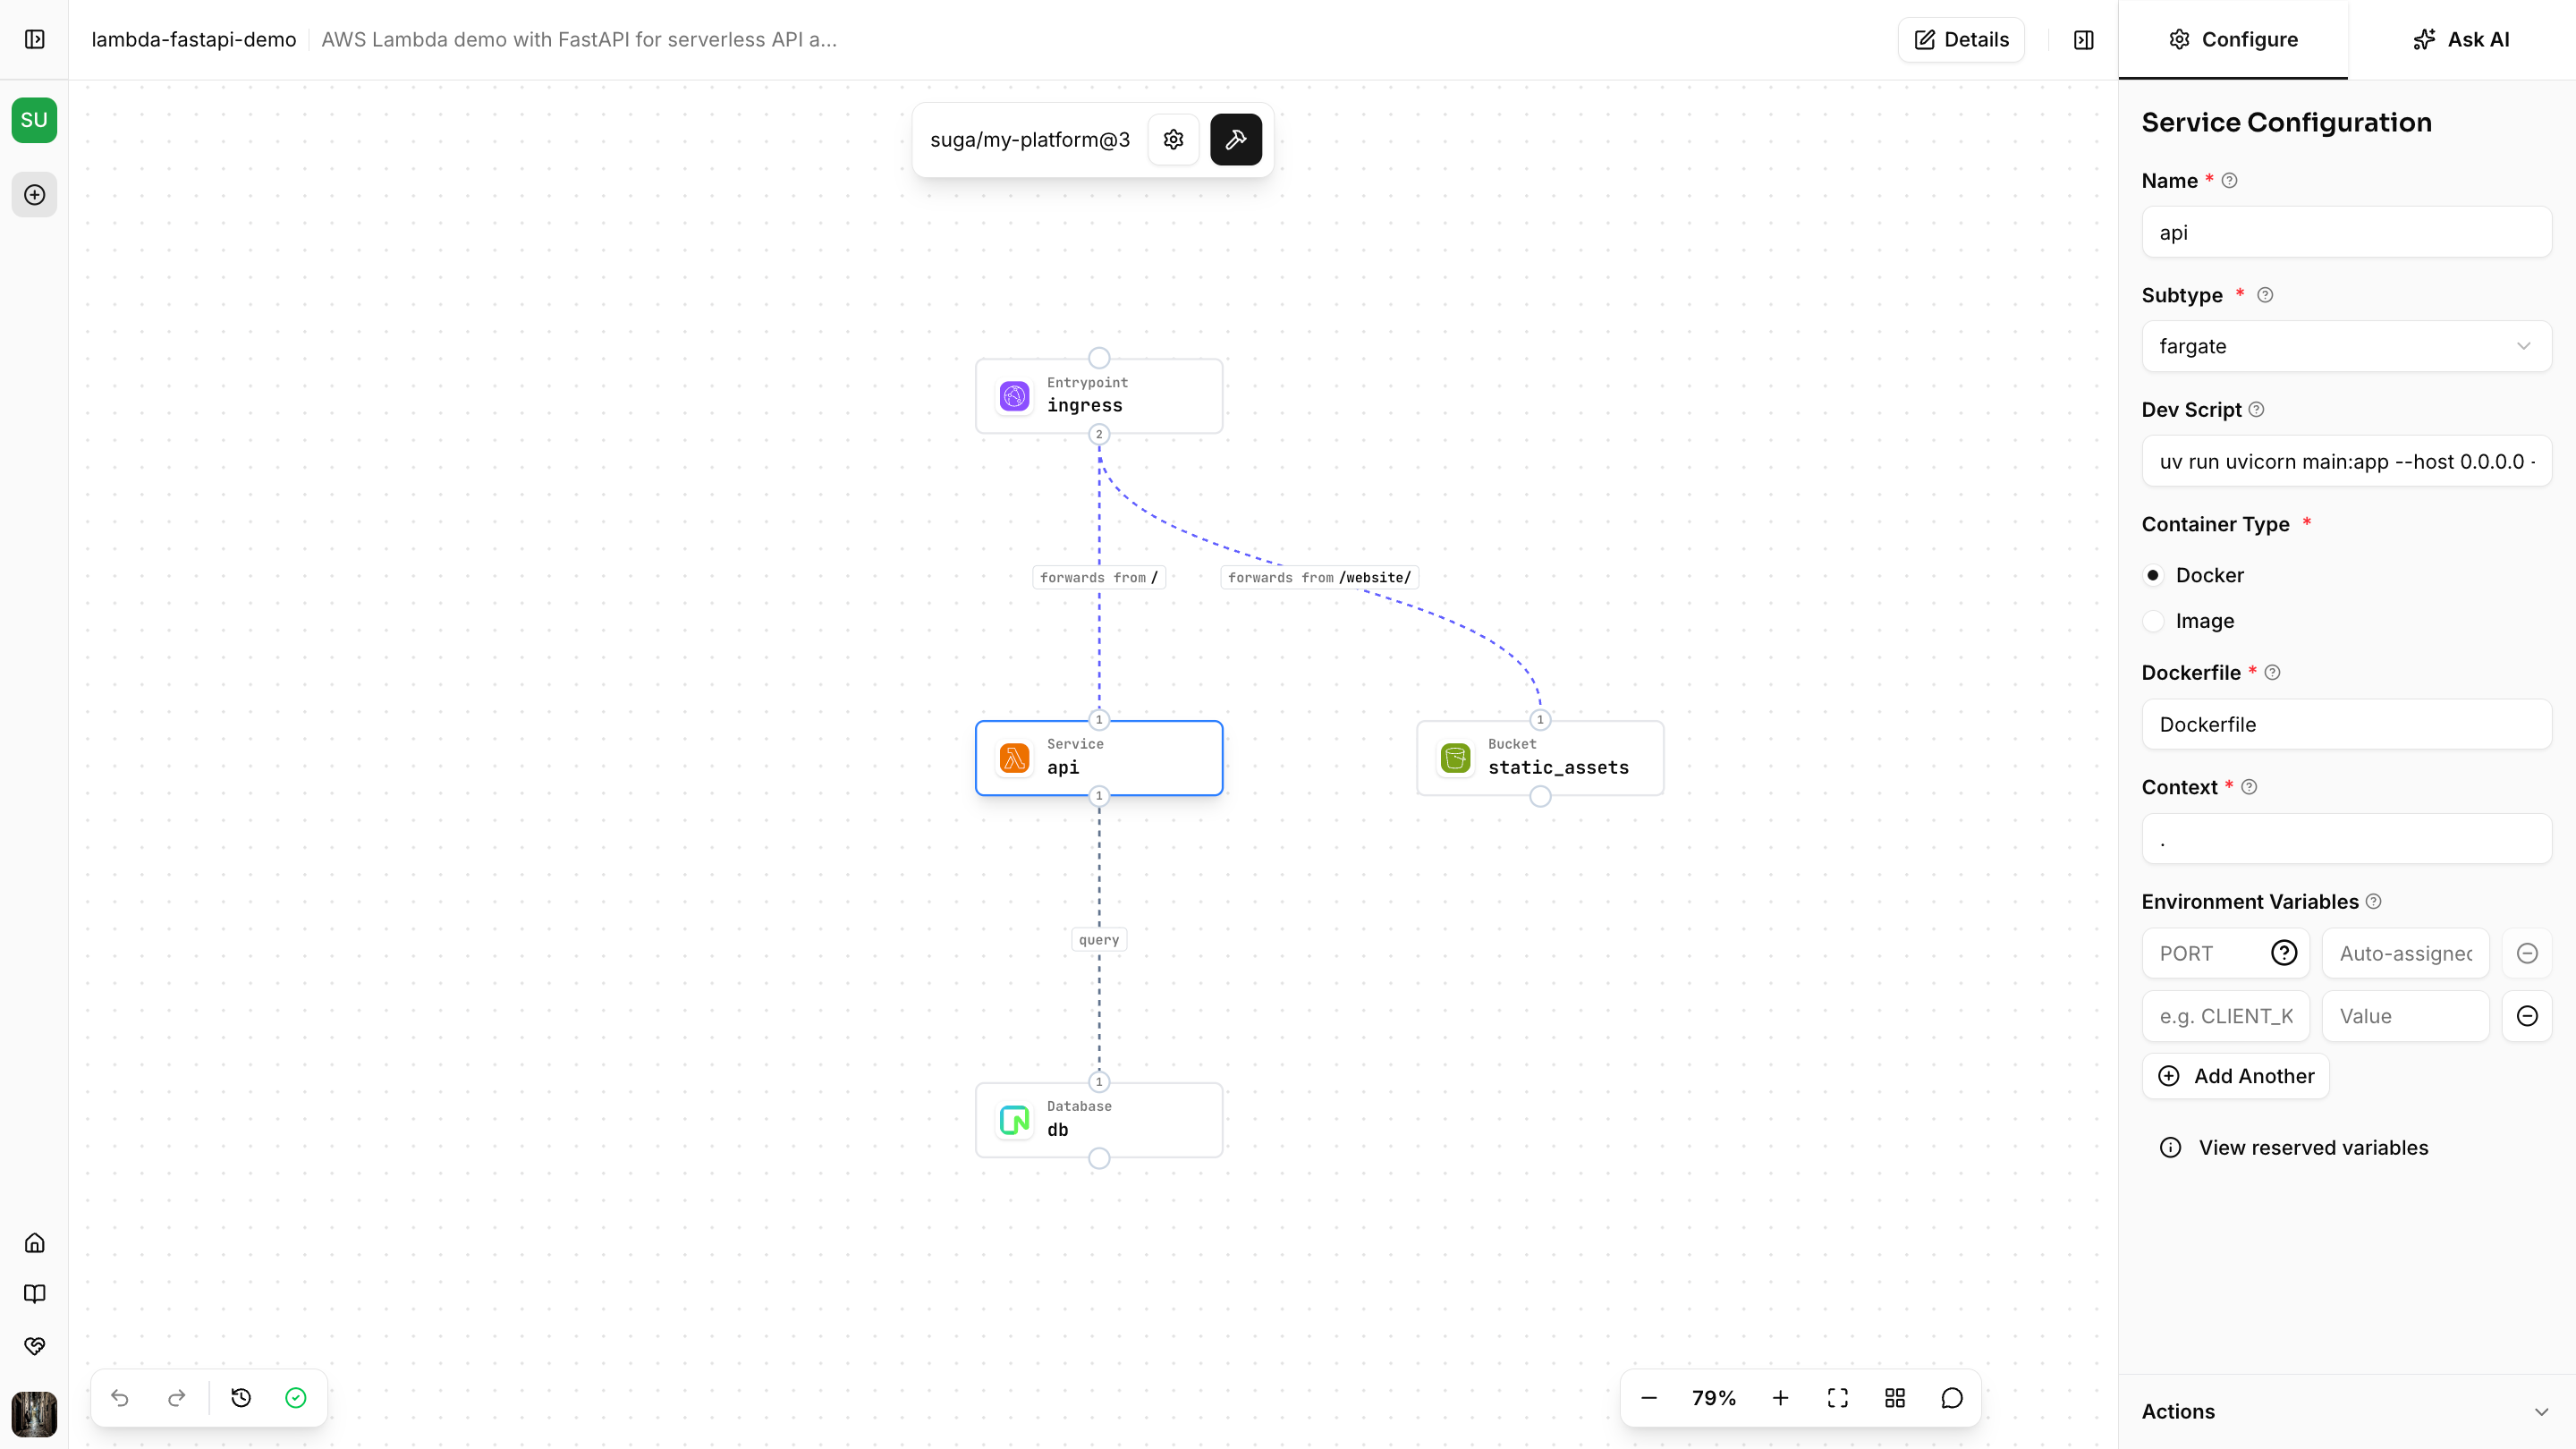 lambda-fastapi-demo
AWS Lambda demo with FastAPI for serverless API a...
Details
Configure
Ask AI
SU
suga/my-platform@3
Entrypoint
ingress
2
forwards from /
forwards from /website/
1
Service
api
1
1
Bucket
static_assets
query
1
Database
db
79%
Service Configuration
Name *
api
Subtype *
fargate
Dev Script
uv run uvicorn main:app --host 0.0.0.0 -
Container Type *
Docker
Image
Dockerfile *
Dockerfile
Context *
.
Environment Variables
PORT
Auto-assigned
e.g. CLIENT_K
Value
Add Another
View reserved variables
Actions